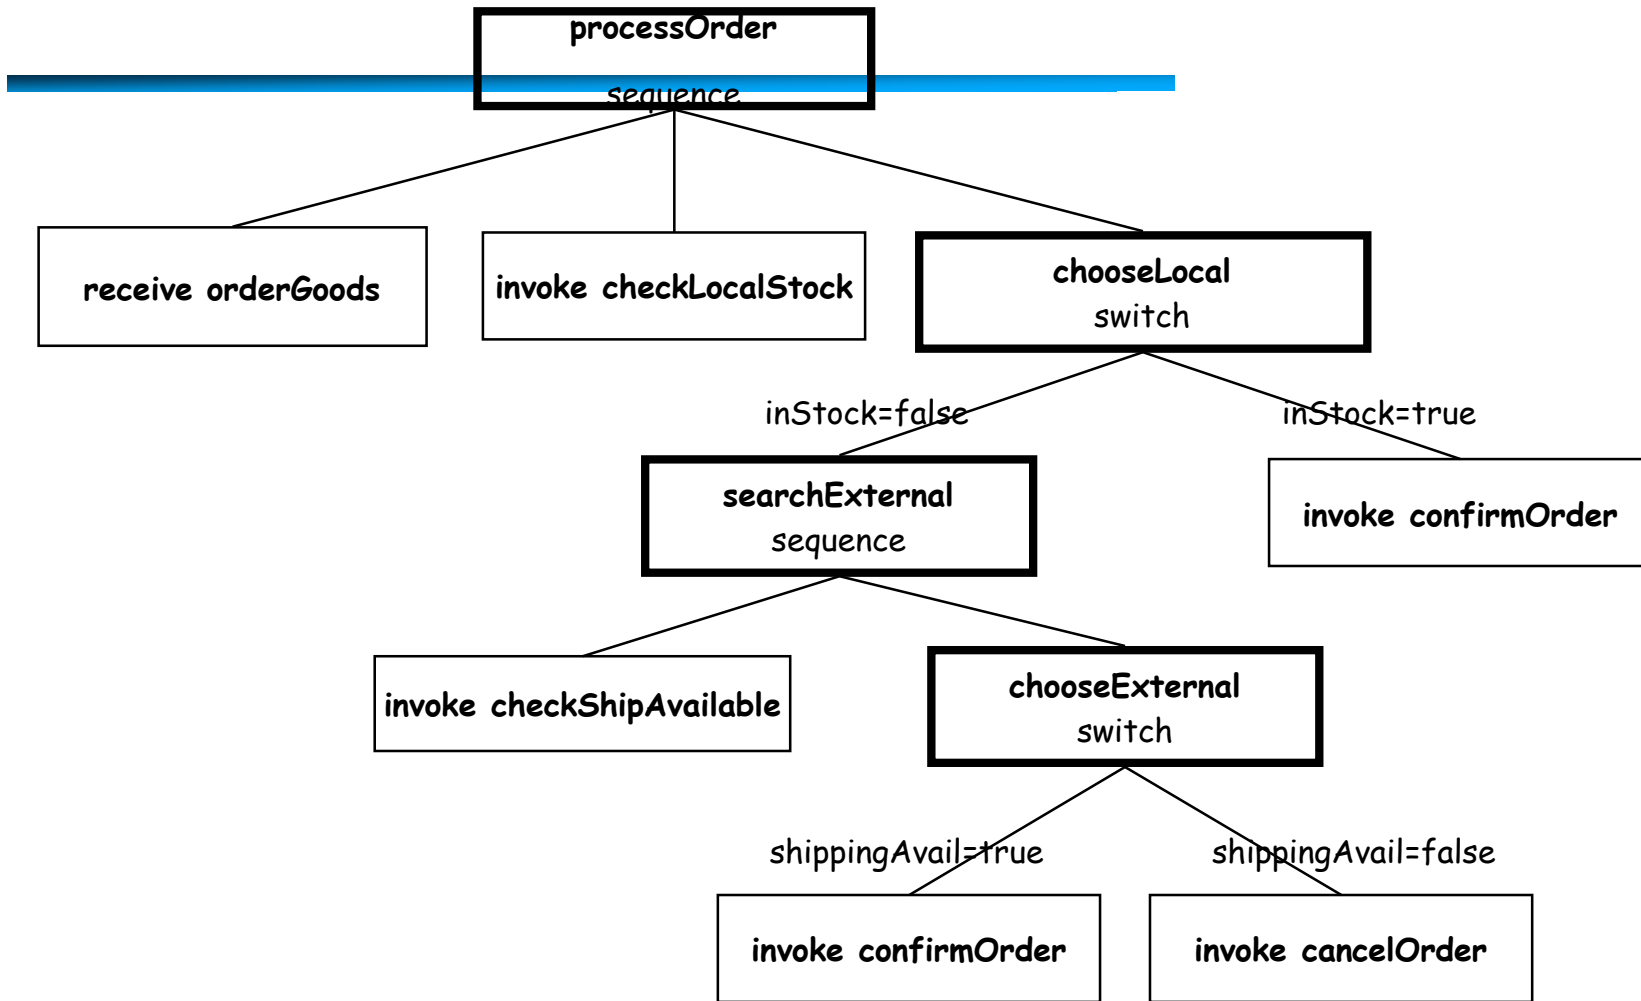 processOrder
sequence
receive orderGoods
invoke checkLocalStock
chooseLocal
switch
inStock=false
inStock=true
searchExternal
sequence
invoke confirmOrder
invoke checkShipAvailable
chooseExternal
switch
shippingAvail=true
shippingAvail=false
invoke confirmOrder
invoke cancelOrder